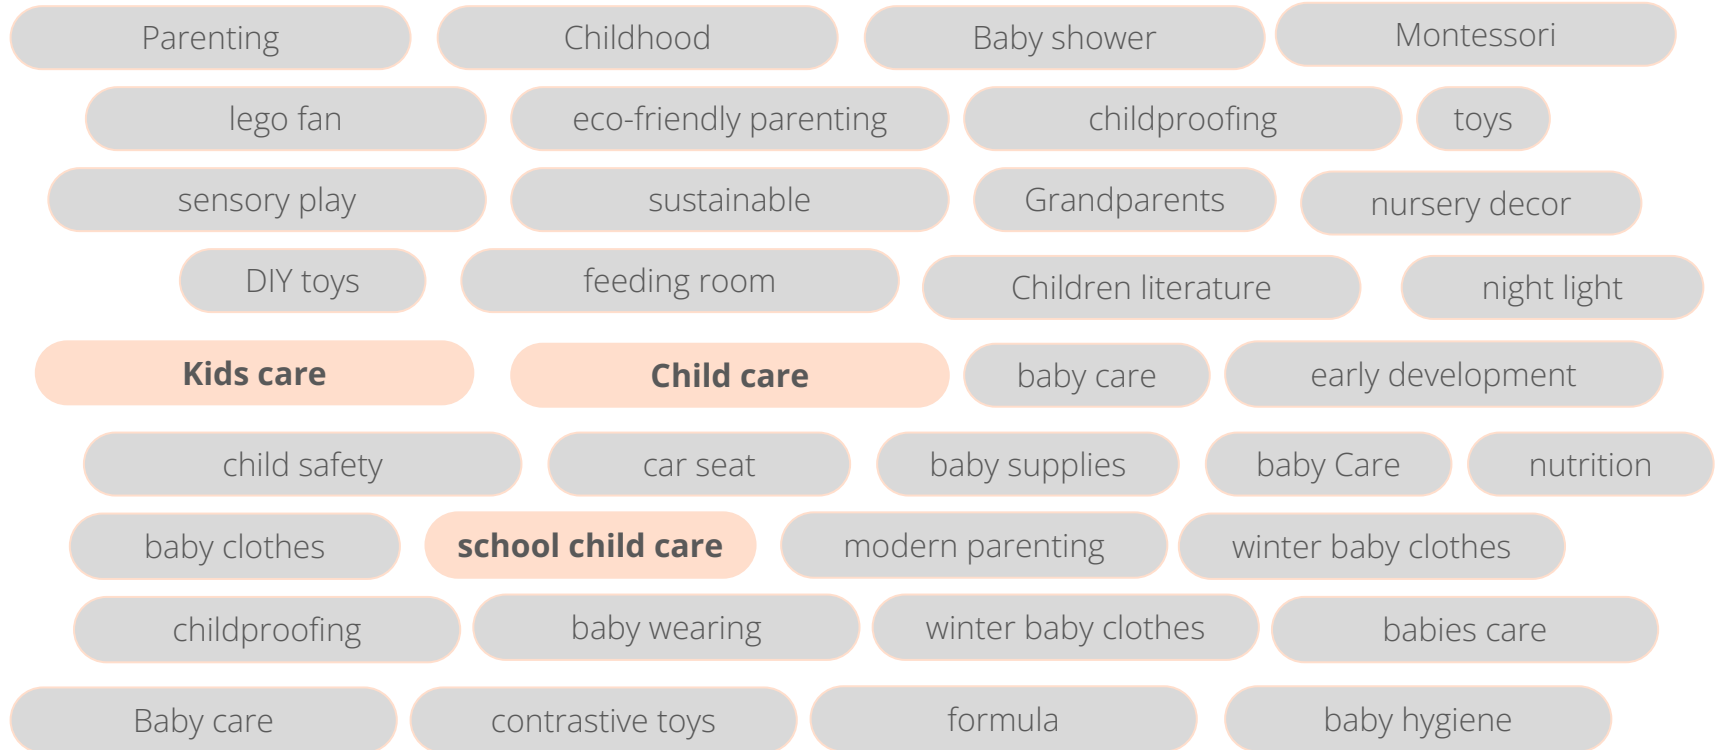 Parenting Childhood Baby shower Montessori
lego fan eco-friendly parenting childproofing toys
sensory play sustainable Grandparents nursery decor
DIY toys feeding room Children literature night light
Kids care Child care baby care early development
child safety car seat baby supplies baby Care nutrition
baby clothes school child care modern parenting winter baby clothes
childproofing baby wearing winter baby clothes babies care
Baby care contrastive toys formula baby hygiene